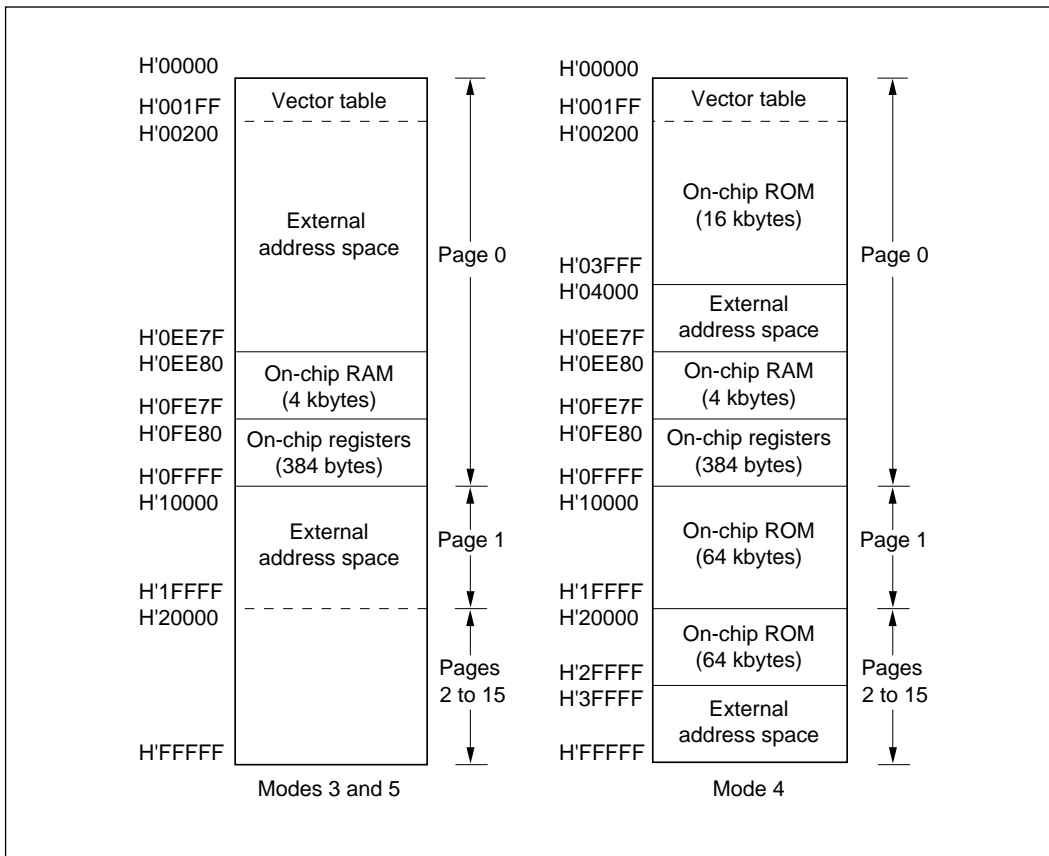 H'00000
H'001FF
H'00200
H'0EE7F
H'0EE80
H'0FE7F
H'0FE80
H'0FFFF
H'10000
H'1FFFF
H'20000
H'FFFFF
Vector table
External
address space
On-chip RAM
(4 kbytes)
On-chip registers
(384 bytes)
External
address space
Page 0
Page 1
Pages
2 to 15
Modes 3 and 5
H'00000
H'001FF
H'00200
H'03FFF
H'04000
H'0EE7F
H'0EE80
H'0FE7F
H'0FE80
H'0FFFF
H'10000
H'1FFFF
H'20000
H'2FFFF
H'3FFFF
H'FFFFF
Vector table
On-chip ROM
(16 kbytes)
External
address space
On-chip RAM
(4 kbytes)
On-chip registers
(384 bytes)
On-chip ROM
(64 kbytes)
On-chip ROM
(64 kbytes)
External
address space
Page 0
Page 1
Pages
2 to 15
Mode 4